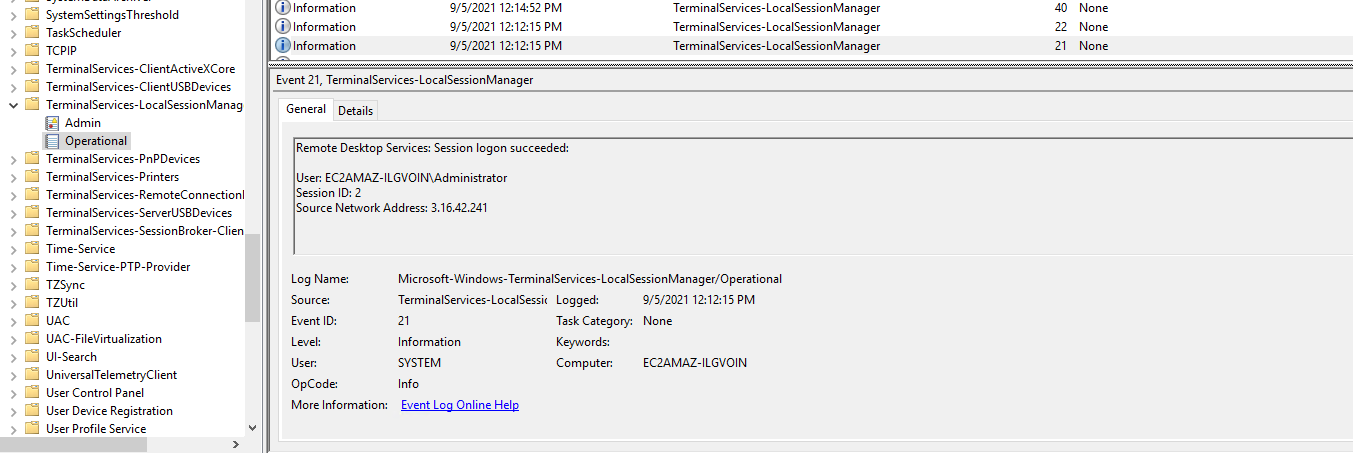 SystemSettingsThreshold
TaskScheduler
TCPIP
TerminalServices-ClientActiveXCore
TerminalServices-ClientUSBDevices
TerminalServices-LocalSessionManag
Admin
Operational
TerminalServices-PnPDevices
TerminalServices-Printers
TerminalServices-RemoteConnectionI
TerminalServices-ServerUSBDevices
TerminalServices-SessionBroker-Clien
Time-Service
Time-Service-PTP-Provider
TZSync
TZUtil
UAC
UAC-FileVirtualization
UI-Search
UniversalTelemetryClient
User Control Panel
User Device Registration
User Profile Service
Information 9/5/2021 12:14:52 PM TerminalServices-LocalSessionManager 40 None
Information 9/5/2021 12:12:15 PM TerminalServices-LocalSessionManager 22 None
Information 9/5/2021 12:12:15 PM TerminalServices-LocalSessionManager 21 None
Event 21, TerminalServices-LocalSessionManager
General Details
Remote Desktop Services: Session logon succeeded:
User: EC2AMAZ-ILGVOIN\Administrator
Session ID: 2
Source Network Address: 3.16.42.241
Log Name: Microsoft-Windows-TerminalServices-LocalSessionManager/Operational
Source: TerminalServices-LocalSessic Logged: 9/5/2021 12:12:15 PM
Event ID: 21 Task Category: None
Level: Information Keywords:
User: SYSTEM Computer: EC2AMAZ-ILGVOIN
OpCode: Info
More Information: Event Log Online Help